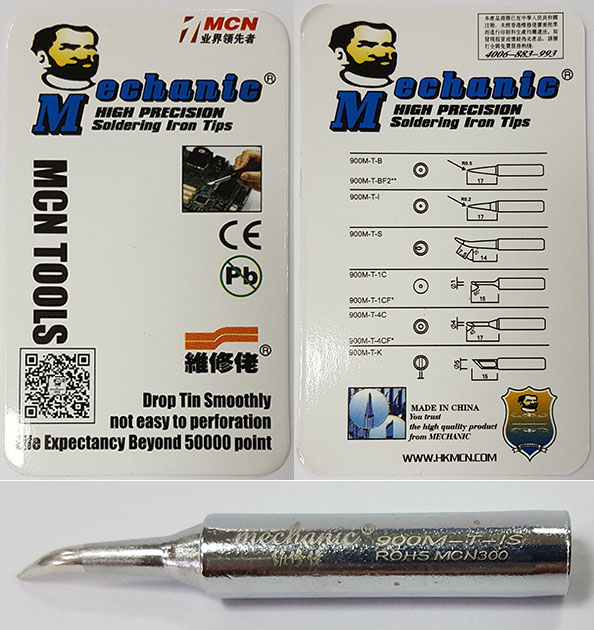 1 MCN
业界领先者
Mechanic®
HIGH PRECISION
Soldering Iron Tips
MCN TOOLS
CE
Pb
維修佬®
Drop Tin Smoothly
not easy to perforation
Life Expectancy Beyond 50000 point
4006-883-993
Mechanic®
HIGH PRECISION
Soldering Iron Tips
900M-T-B
R0.5
900M-T-BF2**
17
900M-T-I
R0.2
17
900M-T-S
14
900M-T-1C
15
900M-T-1CF*
900M-T-4C
17
900M-T-4CF*
900M-T-K
15
MADE IN CHINA
You trust
the high quality product
from MECHANIC
WWW.HKMCN.COM
mechanic® 900M-T-IS
维修佬 ROHS MCN300